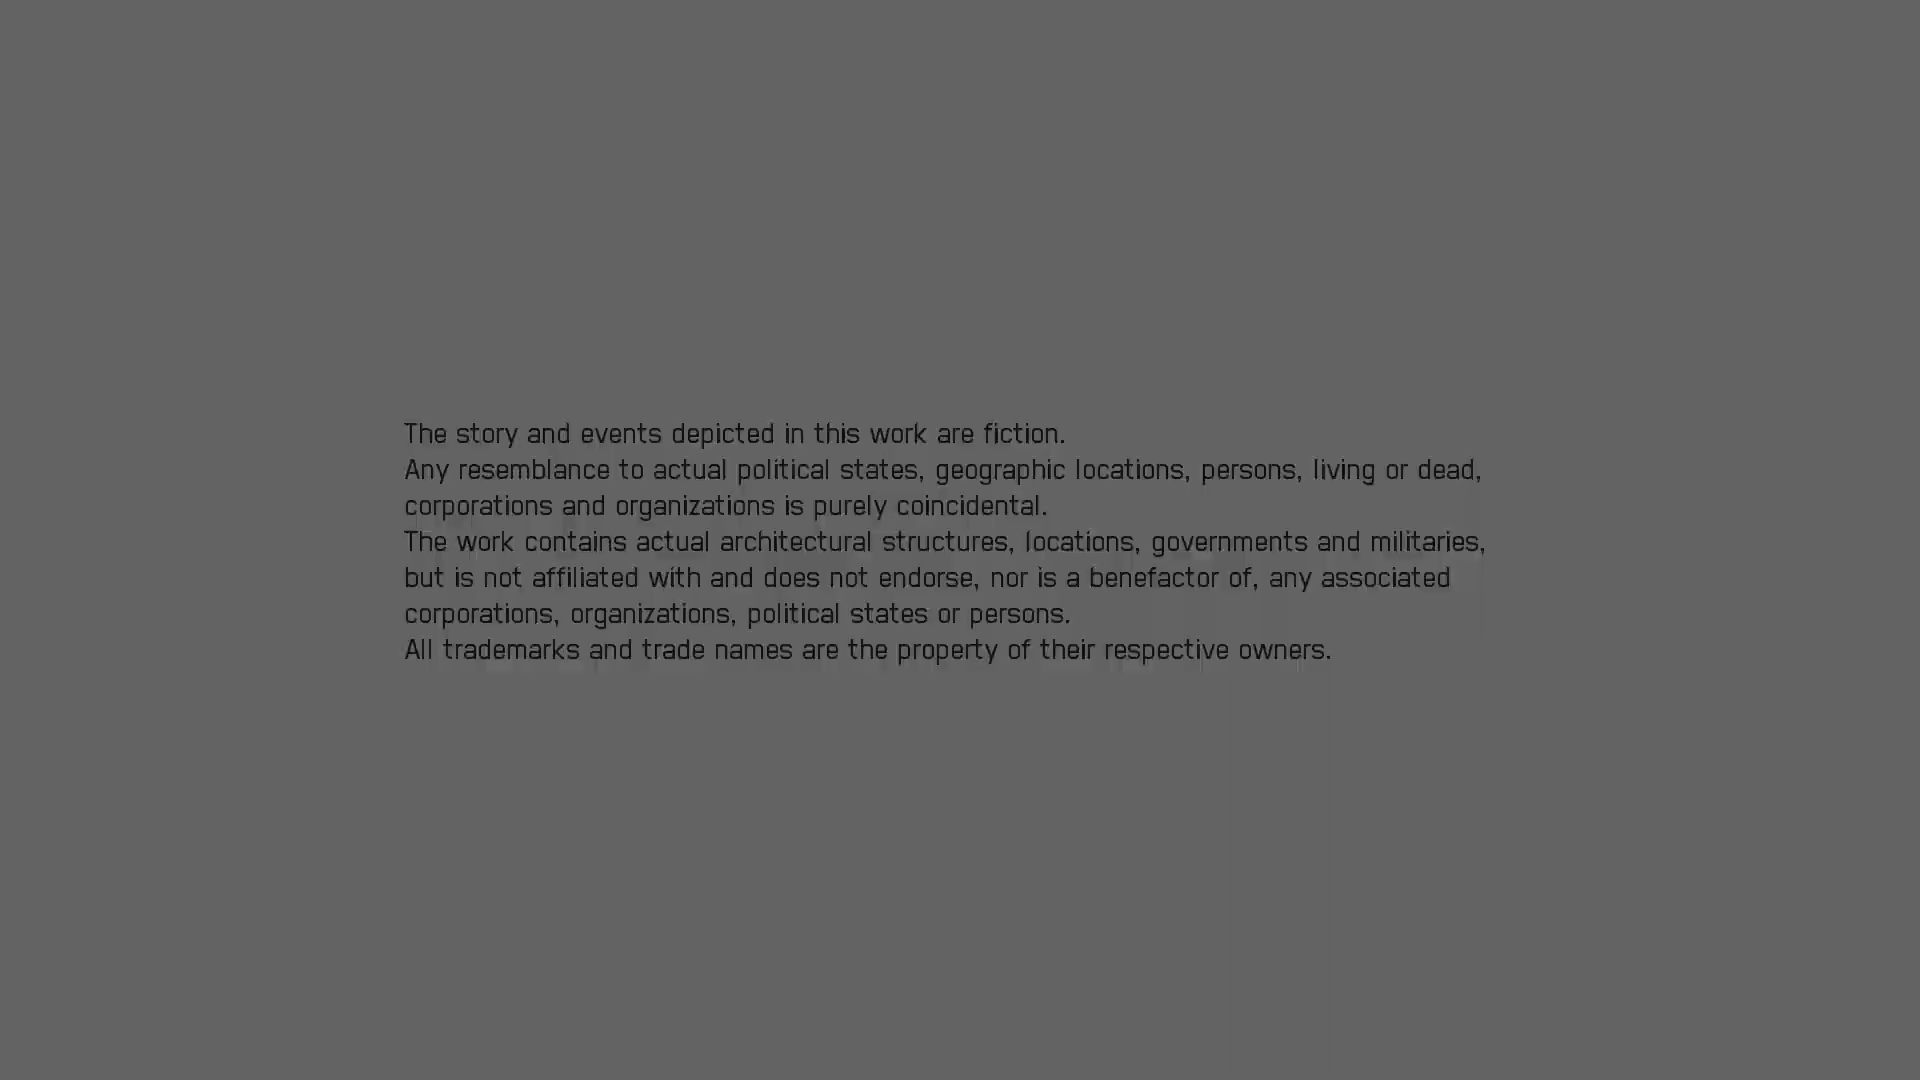 The story and events depicted in this work are fiction.
Any resemblance to actual political states, geographic locations, persons, living or dead,
corporations and organizations is purely coincidental.
The work contains actual architectural structures, locations, governments and militaries,
but is not affiliated with and does not endorse, nor is a benefactor of, any associated
corporations, organizations, political states or persons.
All trademarks and trade names are the property of their respective owners.